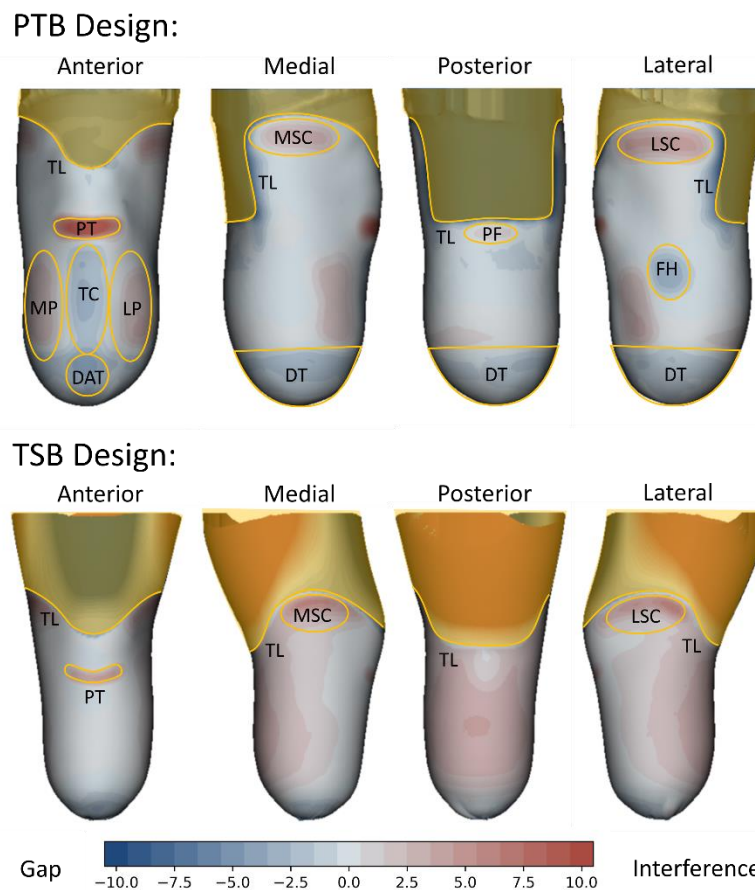 PTB Design:
Anterior Medial Posterior Lateral
MSC LSC
TL TL TL
PT TL PF
FH
MP TC LP
DAT DT DT DT
TSB Design:
Anterior Medial Posterior Lateral
TL MSC LSC
TL TL TL
PT
Gap Interference
−10.0 −7.5 −5.0 −2.5 0.0 2.5 5.0 7.5 10.0